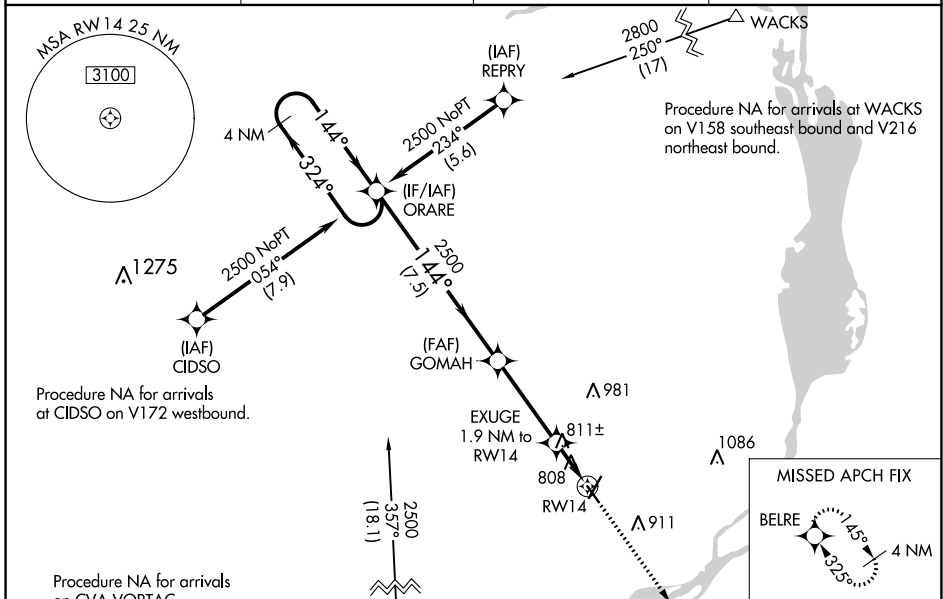 MSA RW14 25 NM
3100
4 NM
144°
324°
(IAF)
REPRY
2500 NoPT
234°
(5.6)
2800
250°
(17)
WACKS
Procedure NA for arrivals at WACKS
on V158 southeast bound and V216
northeast bound.
(IF/IAF)
ORARE
2500 NoPT
054°
(7.9)
1275
2500
144°
(7.5)
(IAF)
CIDSO
(FAF)
GOMAH
Procedure NA for arrivals
at CIDSO on V172 westbound.
981
EXUGE
1.9 NM to
RW14
811±
808
RW14
1086
911
2500
357°
(18.1)
MISSED APCH FIX
BELRE
145°
325°
4 NM
Procedure NA for arrivals
on CVA VORTAC